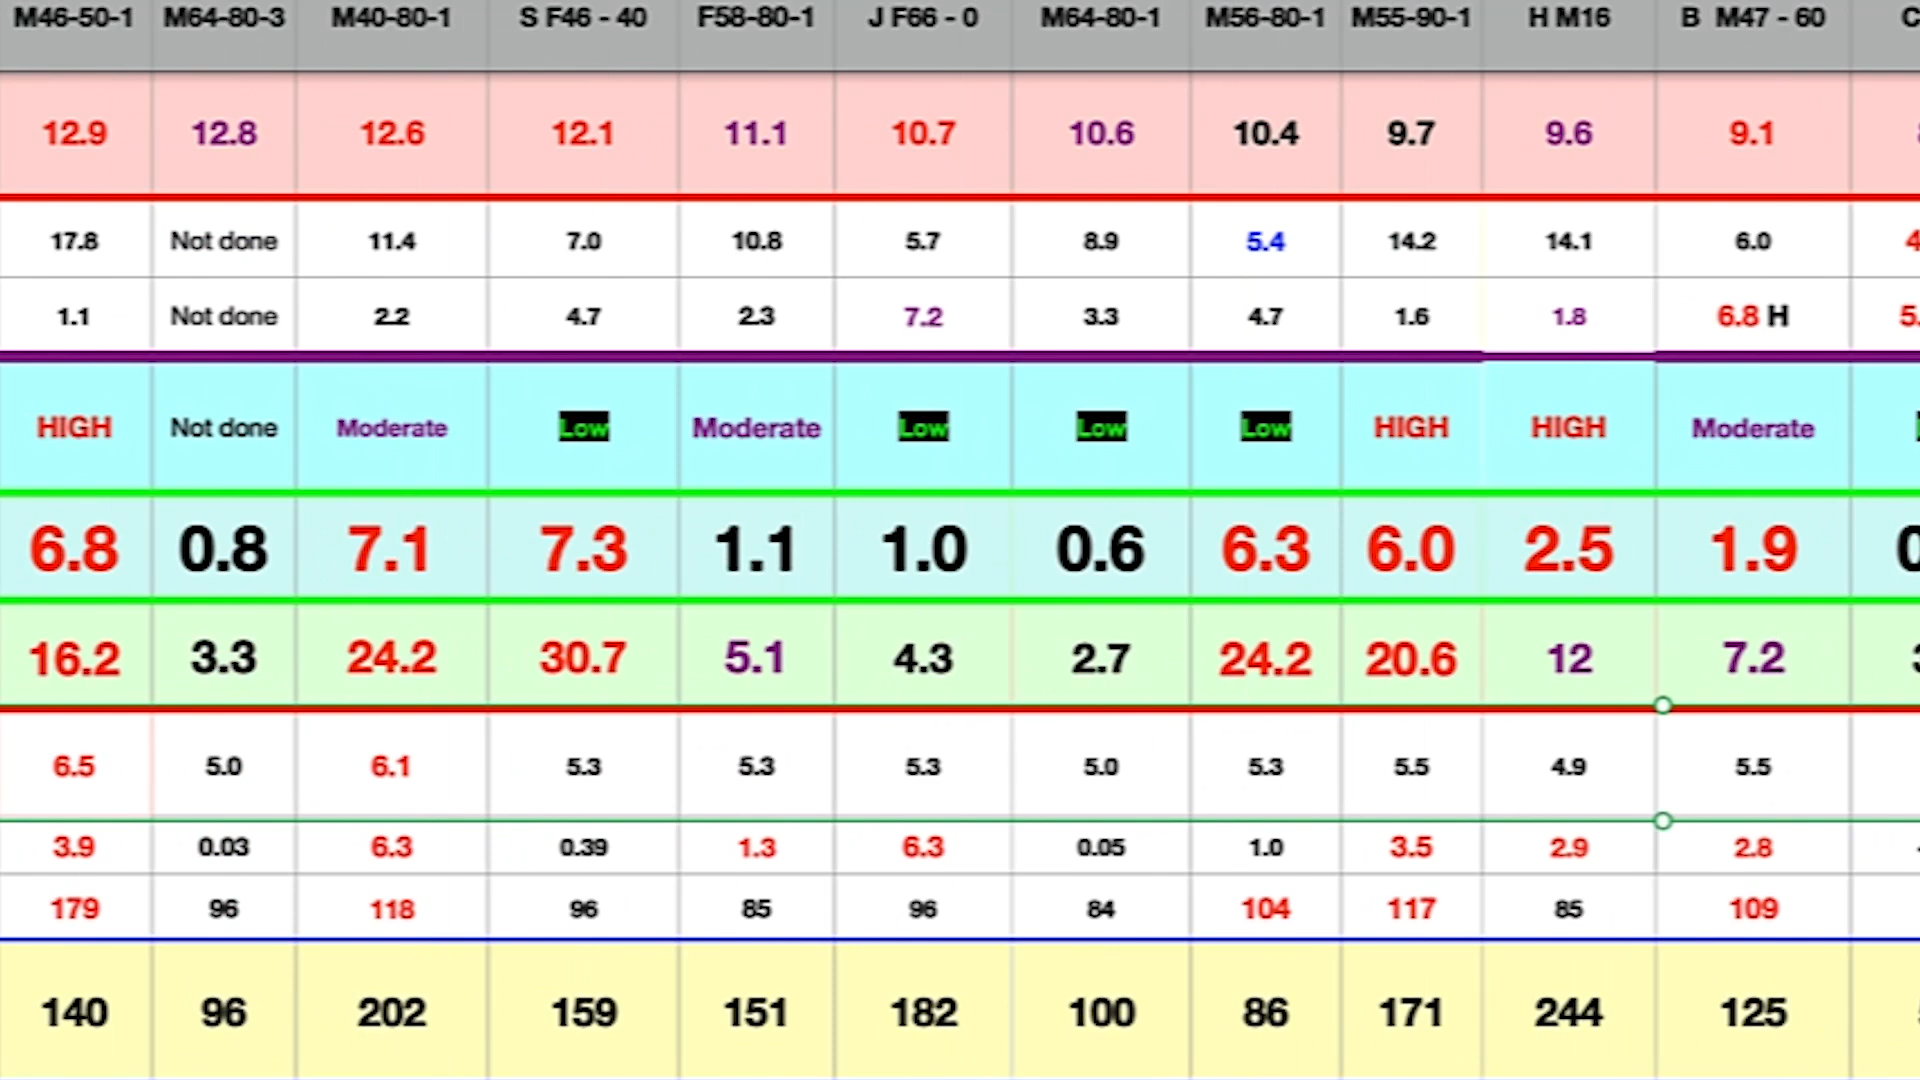 M46-50-1 M64-80-3 M40-80-1 S F46 - 40 F58-80-1 J F66 - 0 M64-80-1 M56-80-1 M55-90-1 H M16 B M47 - 60 C
12.9 12.8 12.6 12.1 11.1 10.7 10.6 10.4 9.7 9.6 9.1
17.8 Not done 11.4 7.0 10.8 5.7 8.9 5.4 14.2 14.1 6.0 4
1.1 Not done 2.2 4.7 2.3 7.2 3.3 4.7 1.6 1.8 6.8 H 5.
HIGH Not done Moderate Low Moderate Low Low Low HIGH HIGH Moderate
6.8 0.8 7.1 7.3 1.1 1.0 0.6 6.3 6.0 2.5 1.9 0
16.2 3.3 24.2 30.7 5.1 4.3 2.7 24.2 20.6 12 7.2
6.5 5.0 6.1 5.3 5.3 5.3 5.0 5.3 5.5 4.9 5.5
3.9 0.03 6.3 0.39 1.3 6.3 0.05 1.0 3.5 2.9 2.8
179 96 118 96 85 96 84 104 117 85 109
140 96 202 159 151 182 100 86 171 244 125